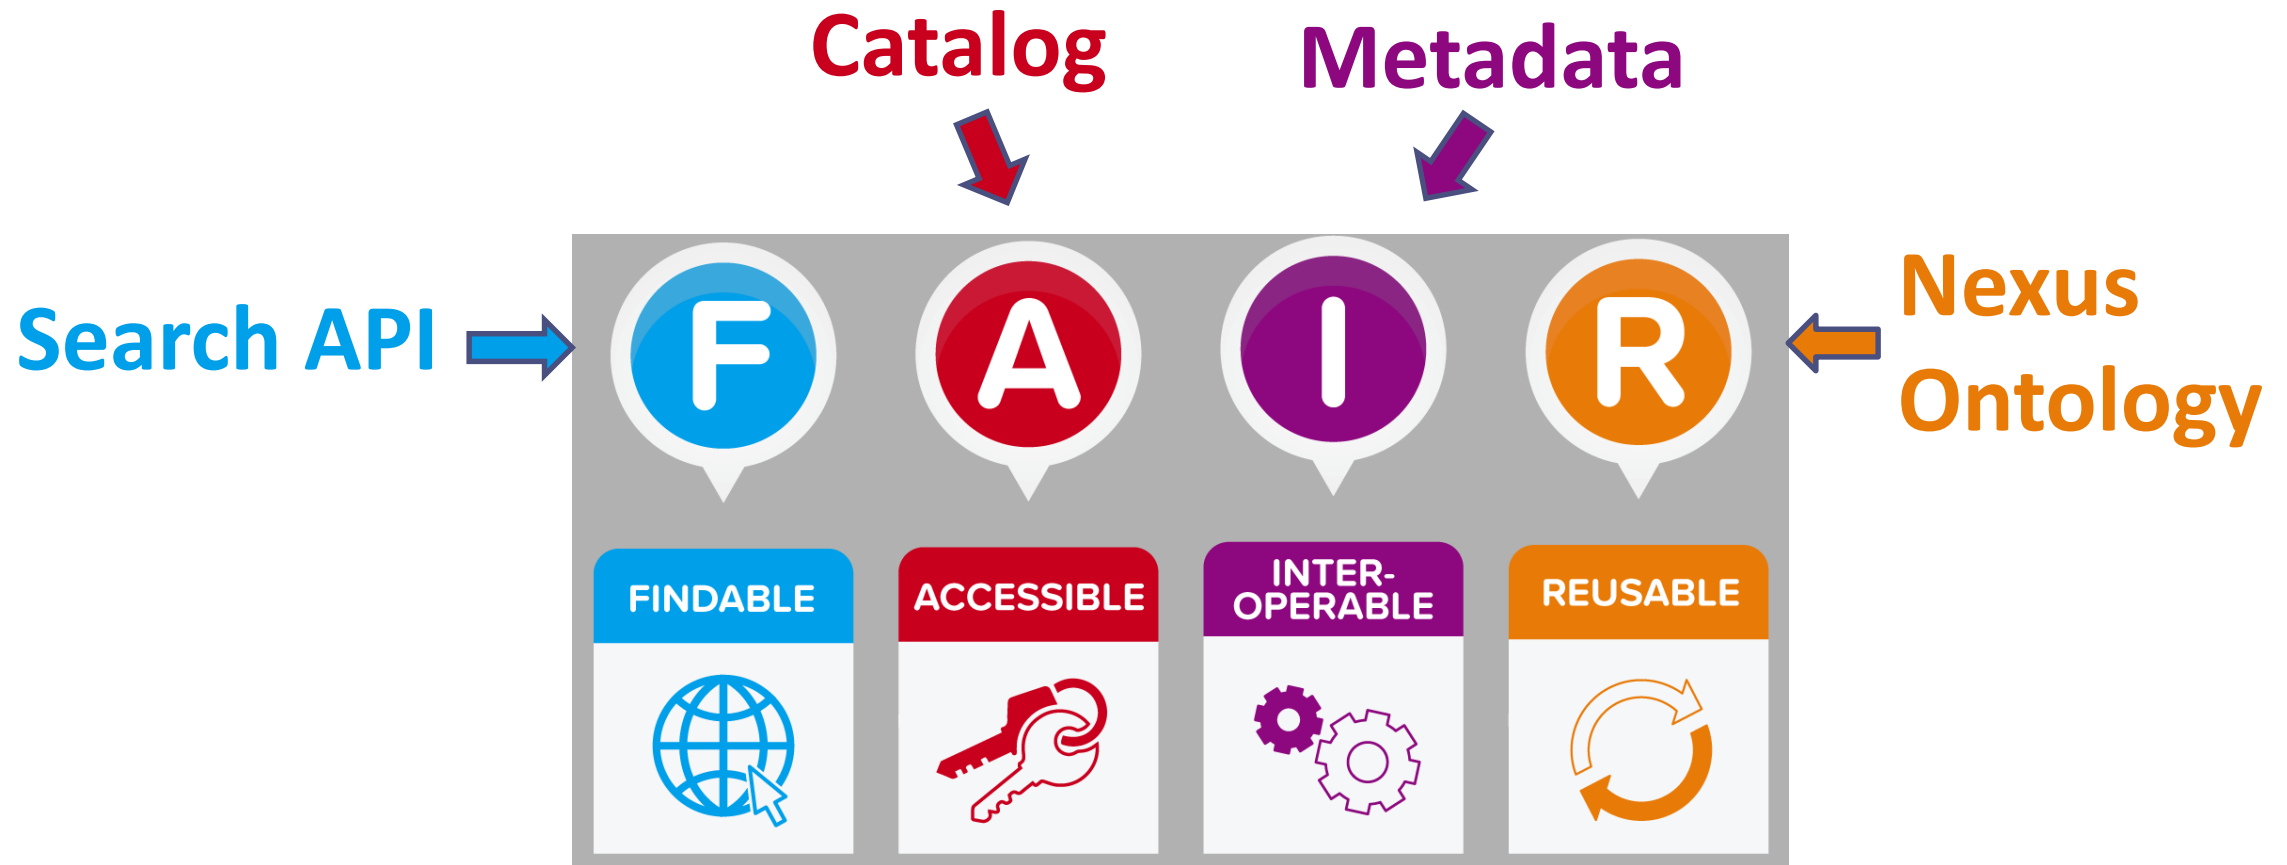 Catalog
Metadata
Search API
Nexus
Ontology
F
A
I
R
FINDABLE
ACCESSIBLE
INTER-
OPERABLE
REUSABLE